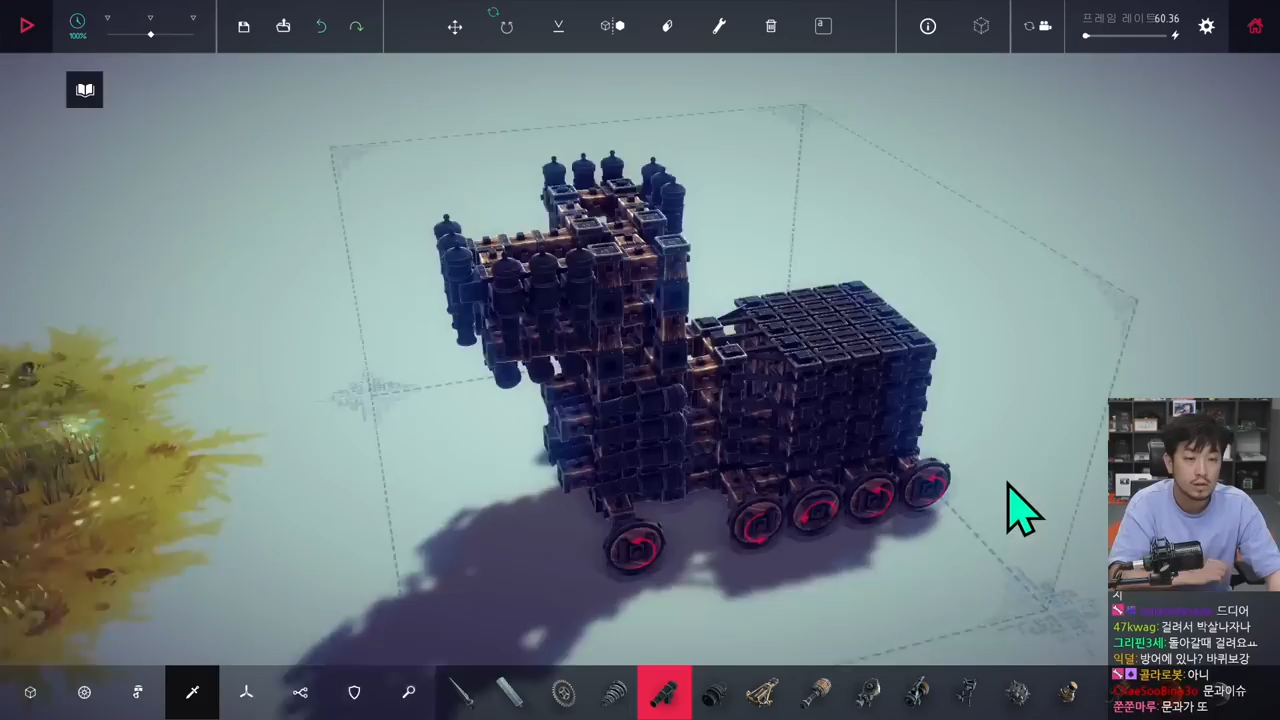 100%
프레임 레이트60.36
a
드디어
47kwag: 걸려서 박살나자나
그리핀3세: 돌아갈때 걸려요ㅛ
익덜: 방어에 있나? 바퀴보강
콜라로봇: 아니
문과이슈
쭌쭌마루: 문과가 또